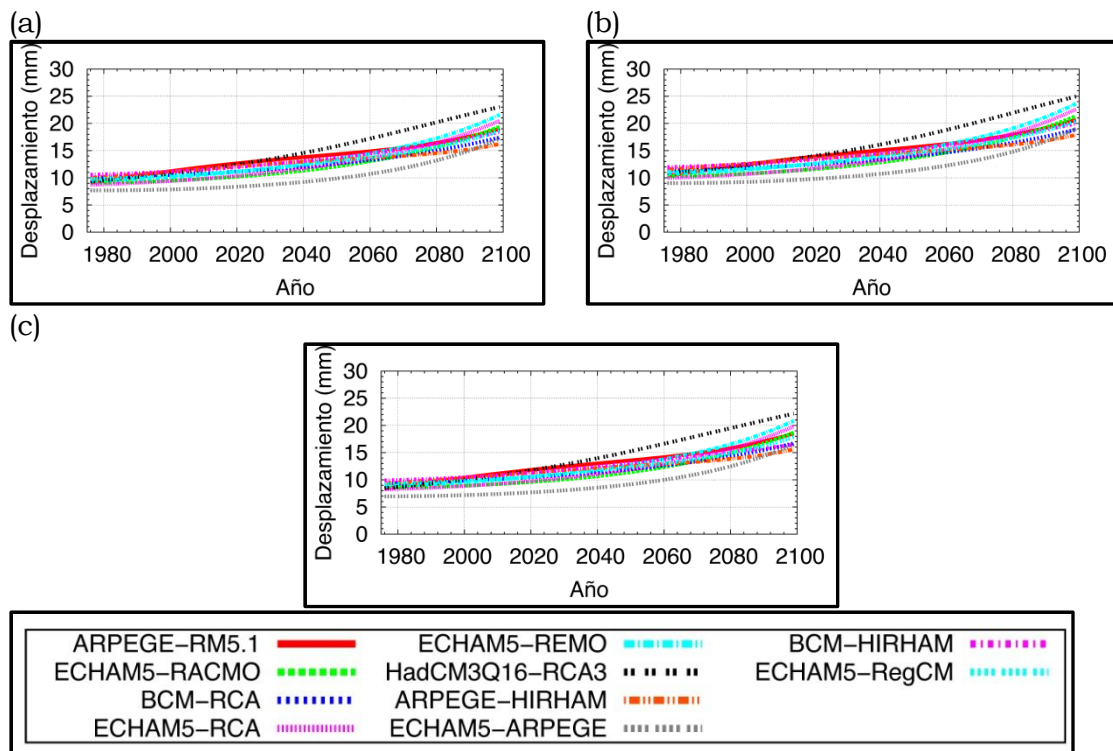 (a)
Desplazamiento (mm)
30
25
20
15
10
5
0
1980 2000 2020 2040 2060 2080 2100
Año
(b)
Desplazamiento (mm)
30
25
20
15
10
5
0
1980 2000 2020 2040 2060 2080 2100
Año
(c)
Desplazamiento (mm)
30
25
20
15
10
5
0
1980 2000 2020 2040 2060 2080 2100
Año
ARPEGE-RM5.1 ECHAM5-REMO BCM-HIRHAM
ECHAM5-RACMO HadCM3Q16-RCA3 ECHAM5-RegCM
BCM-RCA ARPEGE-HIRHAM
ECHAM5-RCA ECHAM5-ARPEGE